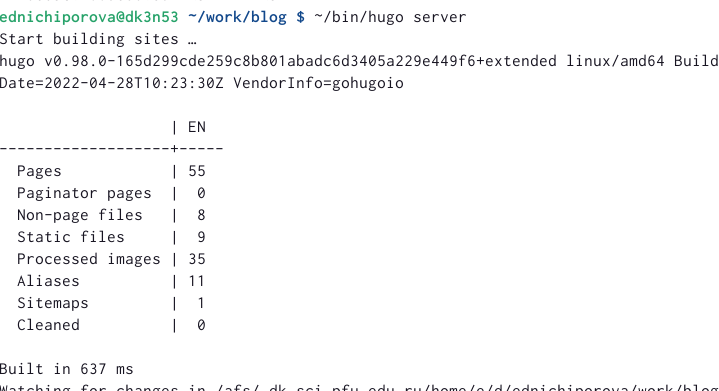 ednichiporova@dk3n53 ~/work/blog $ ~/bin/hugo server
Start building sites …
hugo v0.98.0-165d299cde259c8b801abadc6d3405a229e449f6+extended linux/amd64 Build
Date=2022-04-28T10:23:30Z VendorInfo=gohugoio

                   | EN
-------------------+-----
  Pages            | 55
  Paginator pages  |  0
  Non-page files   |  8
  Static files     |  9
  Processed images | 35
  Aliases          | 11
  Sitemaps         |  1
  Cleaned          |  0

Built in 637 ms
Watching for changes in /afs/.dk.sci.pfu.edu.ru/home/e/d/ednichiporova/work/blog